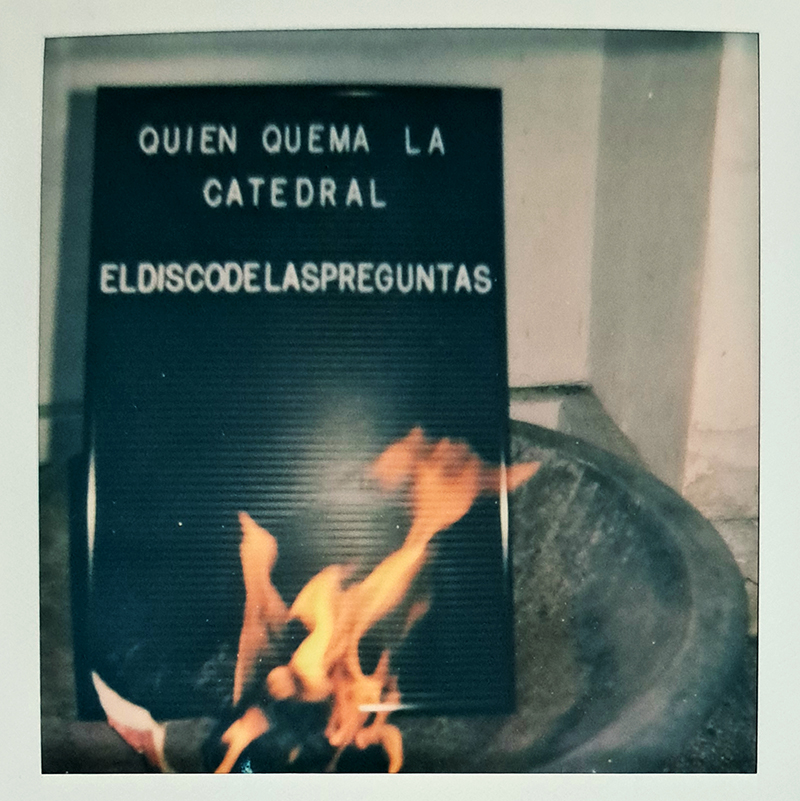 QUIEN QUEMA LA
CATEDRAL
ELDISCODELASPREGUNTAS